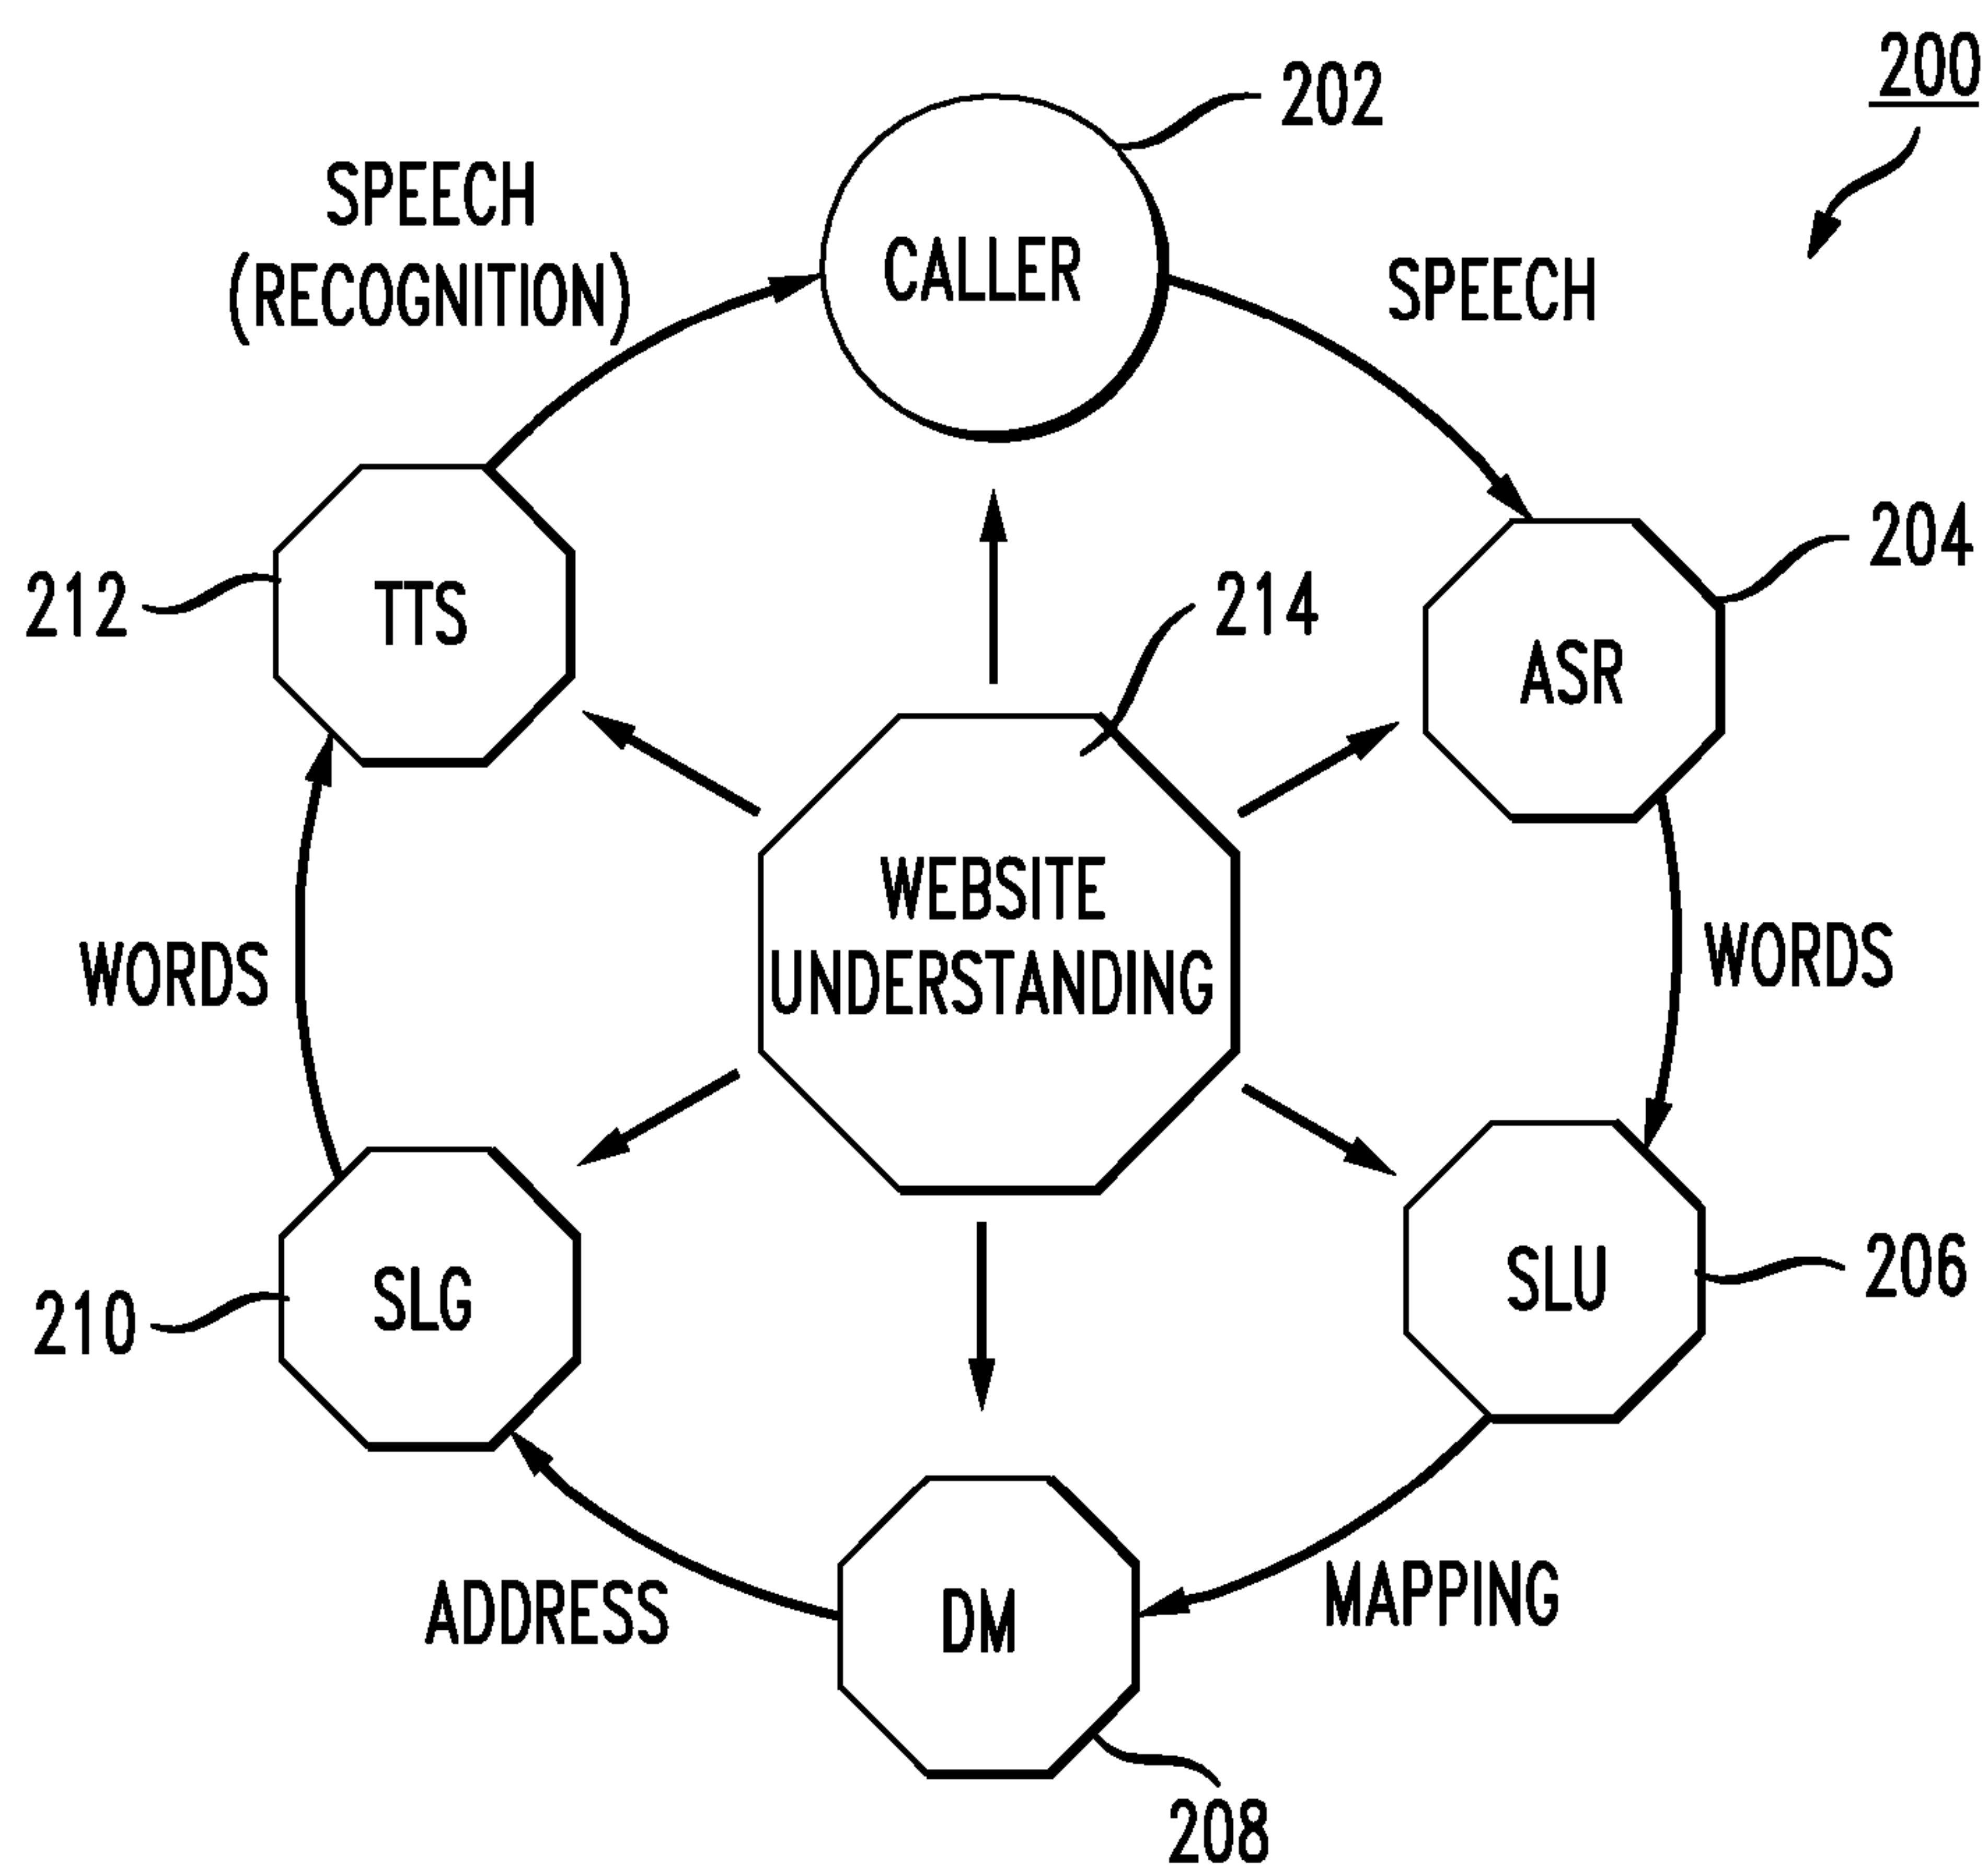 200
202
SPEECH
(RECOGNITION)
CALLER
SPEECH
204
212
TTS
214
ASR
WEBSITE
UNDERSTANDING
WORDS
WORDS
SLG
210
SLU
206
ADDRESS
DM
MAPPING
208